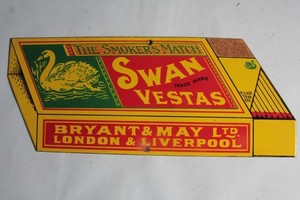 THE SMOKER'S MATCH
SWAN
TRADE MARK
VESTAS
BRYANT & MAY LTD
LONDON & LIVERPOOL